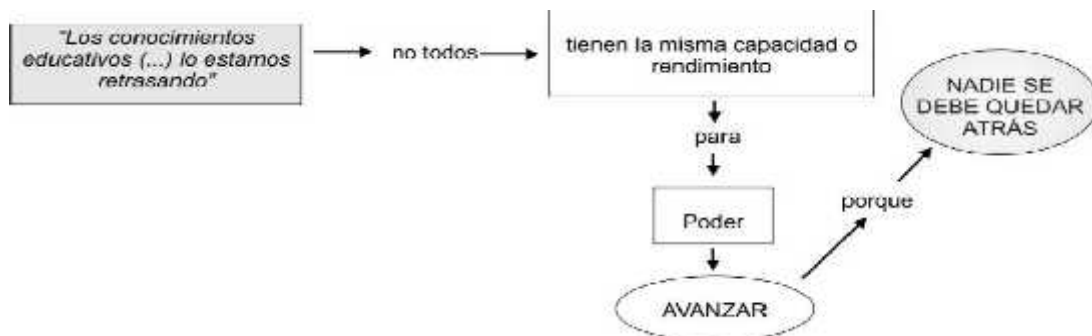 "Los conocimientos
educativos (...) lo estamos
retrasando"
no todos
tienen la misma capacidad o
rendimiento
para
Poder
AVANZAR
porque
NADIE SE
DEBE QUEDAR
ATRÁS